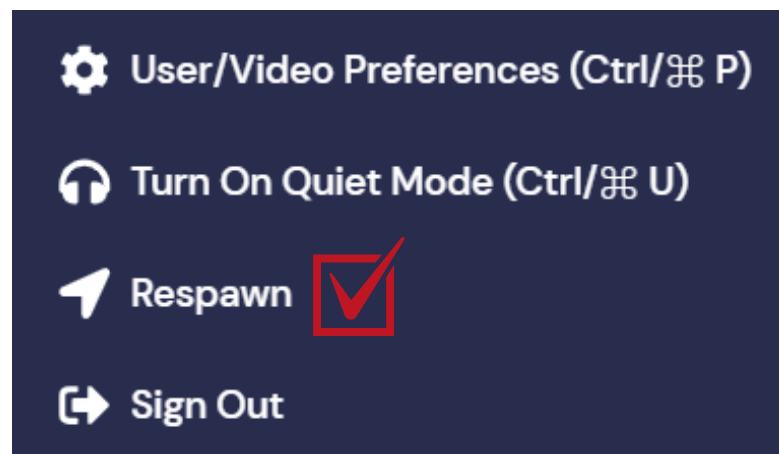 User/Video Preferences (Ctrl/⌘ P)
Turn On Quiet Mode (Ctrl/⌘ U)
Respawn
Sign Out